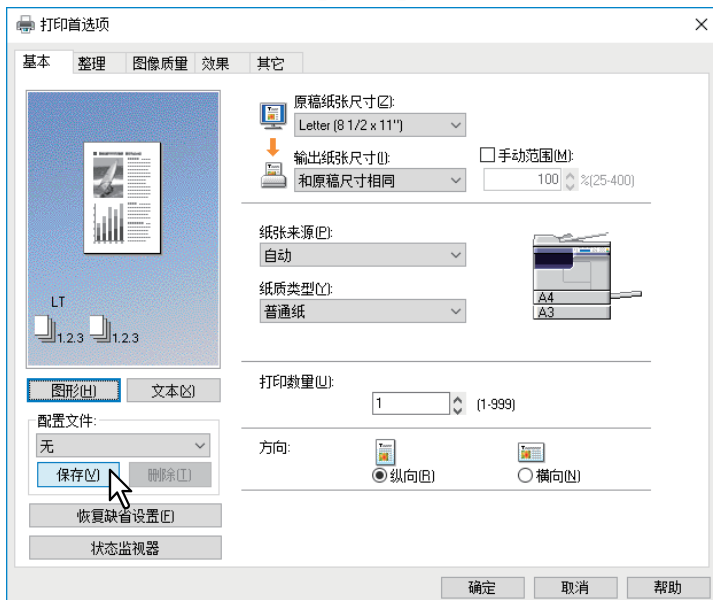 打印首选项
基本 整理 图像质量 效果 其它
原稿纸张尺寸(Z):
Letter (8 1/2 x 11")
输出纸张尺寸(I):
和原稿尺寸相同
手动范围(M):
100 %(25-400)
纸张来源(P):
自动
纸质类型(Y):
普通纸
A4
A3
LT
1.2.3 1.2.3
图形(H) 文本(X)
配置文件:
无
保存(V) 删除(T)
恢复缺省设置(F)
状态监视器
打印数量(U):
1 (1-999)
方向:
纵向(R) 横向(N)
确定 取消 帮助